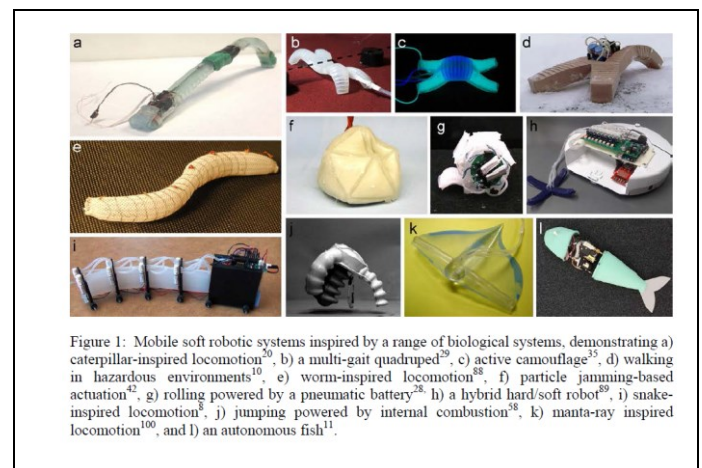 a
b
c
d
e
f
g
h
i
j
k
l
Figure 1: Mobile soft robotic systems inspired by a range of biological systems, demonstrating a)
caterpillar-inspired locomotion20, b) a multi-gait quadruped29, c) active camouflage35, d) walking
in hazardous environments10, e) worm-inspired locomotion88, f) particle jamming-based
actuation42, g) rolling powered by a pneumatic battery28, h) a hybrid hard/soft robot89, i) snake-
inspired locomotion8, j) jumping powered by internal combustion58, k) manta-ray inspired
locomotion100, and l) an autonomous fish11.